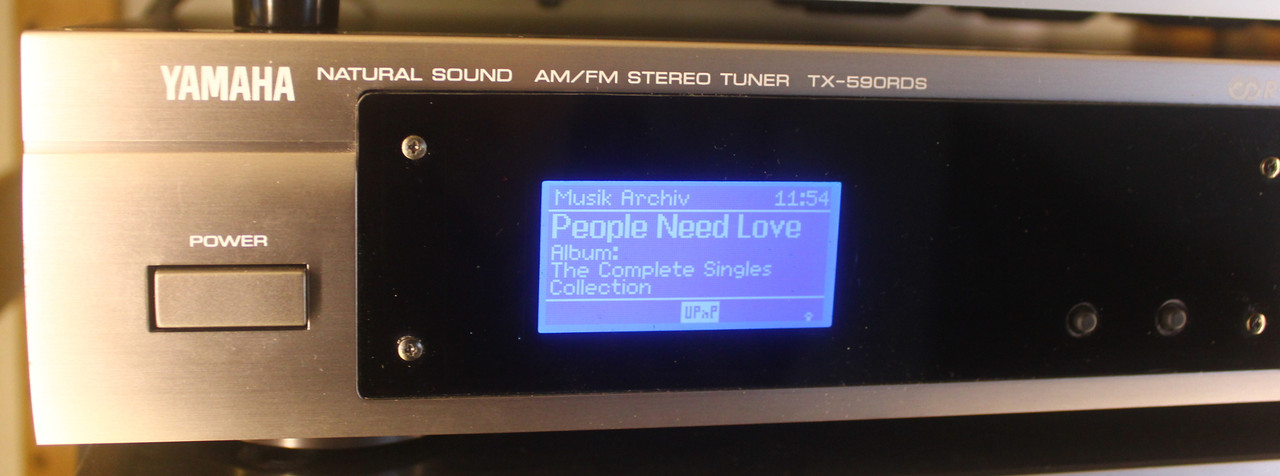 YAMAHA NATURAL SOUND AM/FM STEREO TUNER TX-590RDS
POWER
Musik Archiv 11:54
People Need Love
Album:
The Complete Singles
Collection
UPnP